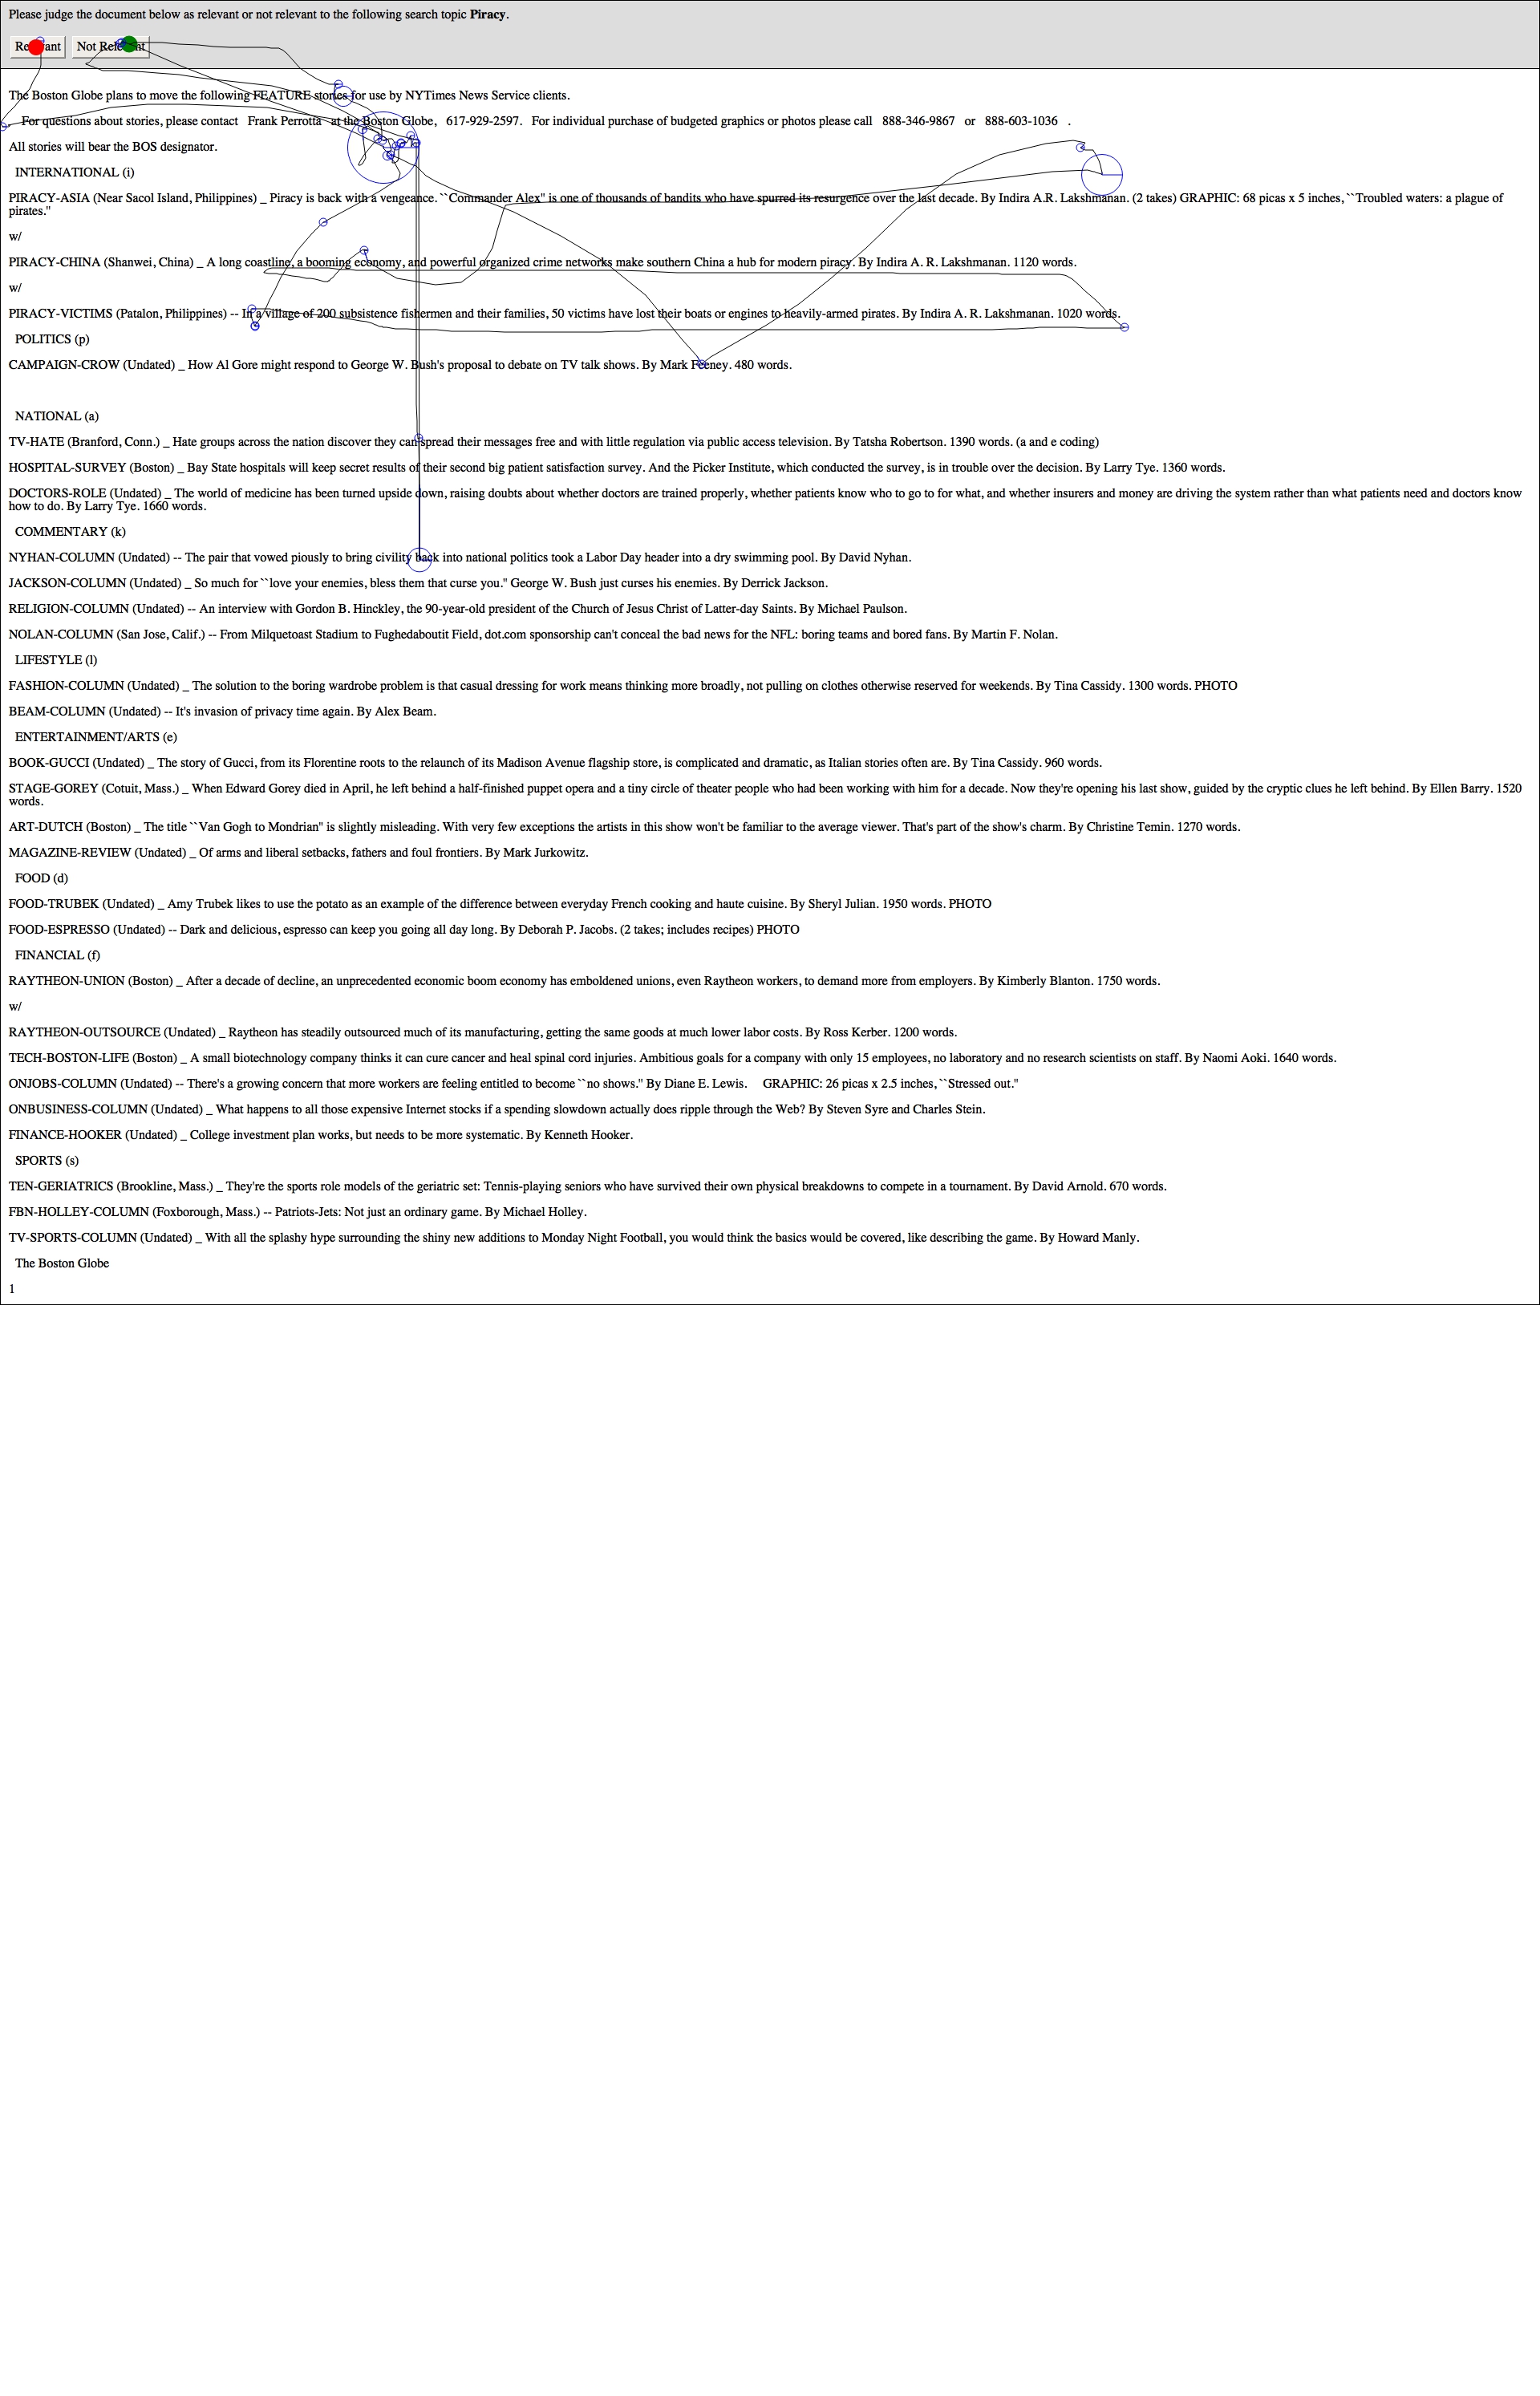 Please judge the document below as relevant or not relevant to the following search topic Piracy.
Relevant Not Relevant
The Boston Globe plans to move the following FEATURE stories for use by NYTimes News Service clients.
For questions about stories, please contact Frank Perrotta at the Boston Globe, 617-929-2597. For individual purchase of budgeted graphics or photos please call 888-346-9867 or 888-603-1036 .
All stories will bear the BOS designator.
INTERNATIONAL (i)
PIRACY-ASIA (Near Sacol Island, Philippines) _ Piracy is back with a vengeance. ``Commander Alex'' is one of thousands of bandits who have spurred its resurgence over the last decade. By Indira A.R. Lakshmanan. (2 takes) GRAPHIC: 68 picas x 5 inches, ``Troubled waters: a plague of
pirates.''
w/
PIRACY-CHINA (Shanwei, China) _ A long coastline, a booming economy, and powerful organized crime networks make southern China a hub for modern piracy. By Indira A. R. Lakshmanan. 1120 words.
w/
PIRACY-VICTIMS (Patalon, Philippines) -- In a village of 200 subsistence fishermen and their families, 50 victims have lost their boats or engines to heavily-armed pirates. By Indira A. R. Lakshmanan. 1020 words.
POLITICS (p)
CAMPAIGN-CROW (Undated) _ How Al Gore might respond to George W. Bush's proposal to debate on TV talk shows. By Mark Feeney. 480 words.
NATIONAL (a)
TV-HATE (Branford, Conn.) _ Hate groups across the nation discover they can spread their messages free and with little regulation via public access television. By Tatsha Robertson. 1390 words. (a and e coding)
HOSPITAL-SURVEY (Boston) _ Bay State hospitals will keep secret results of their second big patient satisfaction survey. And the Picker Institute, which conducted the survey, is in trouble over the decision. By Larry Tye. 1360 words.
DOCTORS-ROLE (Undated) _ The world of medicine has been turned upside down, raising doubts about whether doctors are trained properly, whether patients know who to go to for what, and whether insurers and money are driving the system rather than what patients need and doctors know
how to do. By Larry Tye. 1660 words.
COMMENTARY (k)
NYHAN-COLUMN (Undated) -- The pair that vowed piously to bring civility back into national politics took a Labor Day header into a dry swimming pool. By David Nyhan.
JACKSON-COLUMN (Undated) _ So much for ``love your enemies, bless them that curse you.'' George W. Bush just curses his enemies. By Derrick Jackson.
RELIGION-COLUMN (Undated) -- An interview with Gordon B. Hinckley, the 90-year-old president of the Church of Jesus Christ of Latter-day Saints. By Michael Paulson.
NOLAN-COLUMN (San Jose, Calif.) -- From Milquetoast Stadium to Fughedaboutit Field, dot.com sponsorship can't conceal the bad news for the NFL: boring teams and bored fans. By Martin F. Nolan.
LIFESTYLE (l)
FASHION-COLUMN (Undated) _ The solution to the boring wardrobe problem is that casual dressing for work means thinking more broadly, not pulling on clothes otherwise reserved for weekends. By Tina Cassidy. 1300 words. PHOTO
BEAM-COLUMN (Undated) -- It's invasion of privacy time again. By Alex Beam.
ENTERTAINMENT/ARTS (e)
BOOK-GUCCI (Undated) _ The story of Gucci, from its Florentine roots to the relaunch of its Madison Avenue flagship store, is complicated and dramatic, as Italian stories often are. By Tina Cassidy. 960 words.
STAGE-GOREY (Cotuit, Mass.) _ When Edward Gorey died in April, he left behind a half-finished puppet opera and a tiny circle of theater people who had been working with him for a decade. Now they're opening his last show, guided by the cryptic clues he left behind. By Ellen Barry. 1520
words.
ART-DUTCH (Boston) _ The title ``Van Gogh to Mondrian'' is slightly misleading. With very few exceptions the artists in this show won't be familiar to the average viewer. That's part of the show's charm. By Christine Temin. 1270 words.
MAGAZINE-REVIEW (Undated) _ Of arms and liberal setbacks, fathers and foul frontiers. By Mark Jurkowitz.
FOOD (d)
FOOD-TRUBEK (Undated) _ Amy Trubek likes to use the potato as an example of the difference between everyday French cooking and haute cuisine. By Sheryl Julian. 1950 words. PHOTO
FOOD-ESPRESSO (Undated) -- Dark and delicious, espresso can keep you going all day long. By Deborah P. Jacobs. (2 takes; includes recipes) PHOTO
FINANCIAL (f)
RAYTHEON-UNION (Boston) _ After a decade of decline, an unprecedented economic boom economy has emboldened unions, even Raytheon workers, to demand more from employers. By Kimberly Blanton. 1750 words.
w/
RAYTHEON-OUTSOURCE (Undated) _ Raytheon has steadily outsourced much of its manufacturing, getting the same goods at much lower labor costs. By Ross Kerber. 1200 words.
TECH-BOSTON-LIFE (Boston) _ A small biotechnology company thinks it can cure cancer and heal spinal cord injuries. Ambitious goals for a company with only 15 employees, no laboratory and no research scientists on staff. By Naomi Aoki. 1640 words.
ONJOBS-COLUMN (Undated) -- There's a growing concern that more workers are feeling entitled to become ``no shows.'' By Diane E. Lewis. GRAPHIC: 26 picas x 2.5 inches, ``Stressed out.''
ONBUSINESS-COLUMN (Undated) _ What happens to all those expensive Internet stocks if a spending slowdown actually does ripple through the Web? By Steven Syre and Charles Stein.
FINANCE-HOOKER (Undated) _ College investment plan works, but needs to be more systematic. By Kenneth Hooker.
SPORTS (s)
TEN-GERIATRICS (Brookline, Mass.) _ They're the sports role models of the geriatric set: Tennis-playing seniors who have survived their own physical breakdowns to compete in a tournament. By David Arnold. 670 words.
FBN-HOLLEY-COLUMN (Foxborough, Mass.) -- Patriots-Jets: Not just an ordinary game. By Michael Holley.
TV-SPORTS-COLUMN (Undated) _ With all the splashy hype surrounding the shiny new additions to Monday Night Football, you would think the basics would be covered, like describing the game. By Howard Manly.
The Boston Globe
1